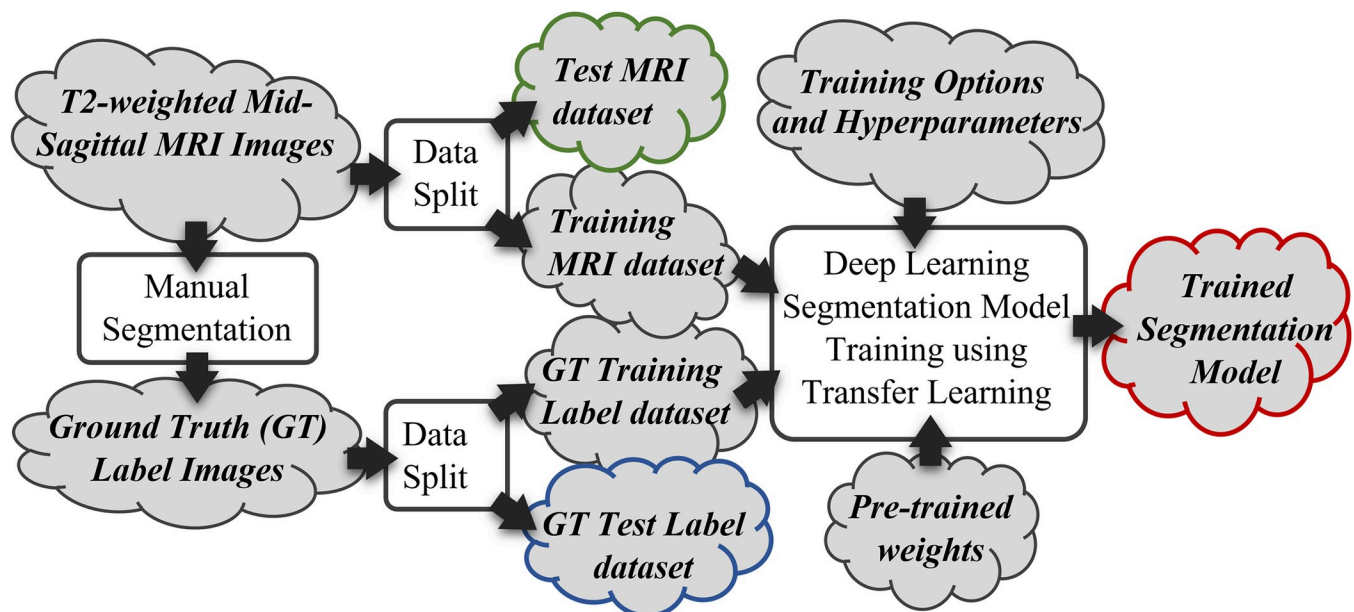 T2-weighted Mid-
Sagittal MRI Images
Data
Split
Test MRI
dataset
Training
MRI dataset
Training Options
and Hyperparameters
Manual
Segmentation
Ground Truth (GT)
Label Images
Data
Split
GT Training
Label dataset
GT Test Label
dataset
Deep Learning
Segmentation Model
Training using
Transfer Learning
Pre-trained
weights
Trained
Segmentation
Model